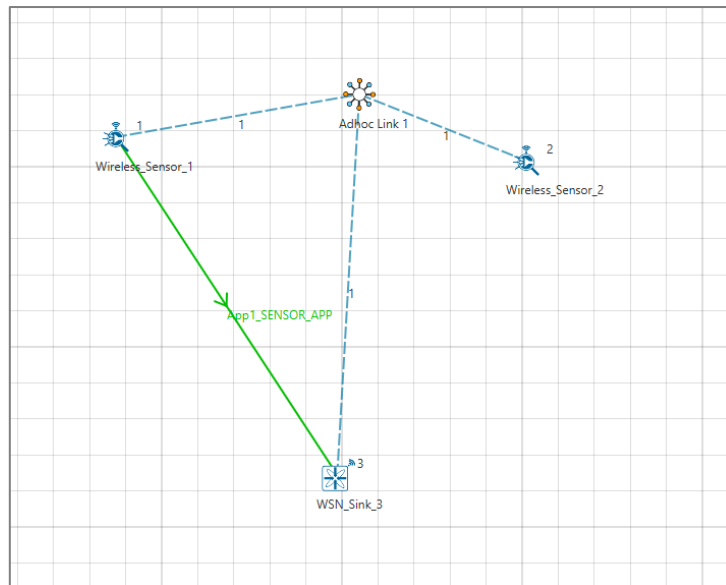 Adhoc Link 1
1
1
1
2
Wireless_Sensor_1
Wireless_Sensor_2
1
App1_SENSOR_APP
3
WSN_Sink_3